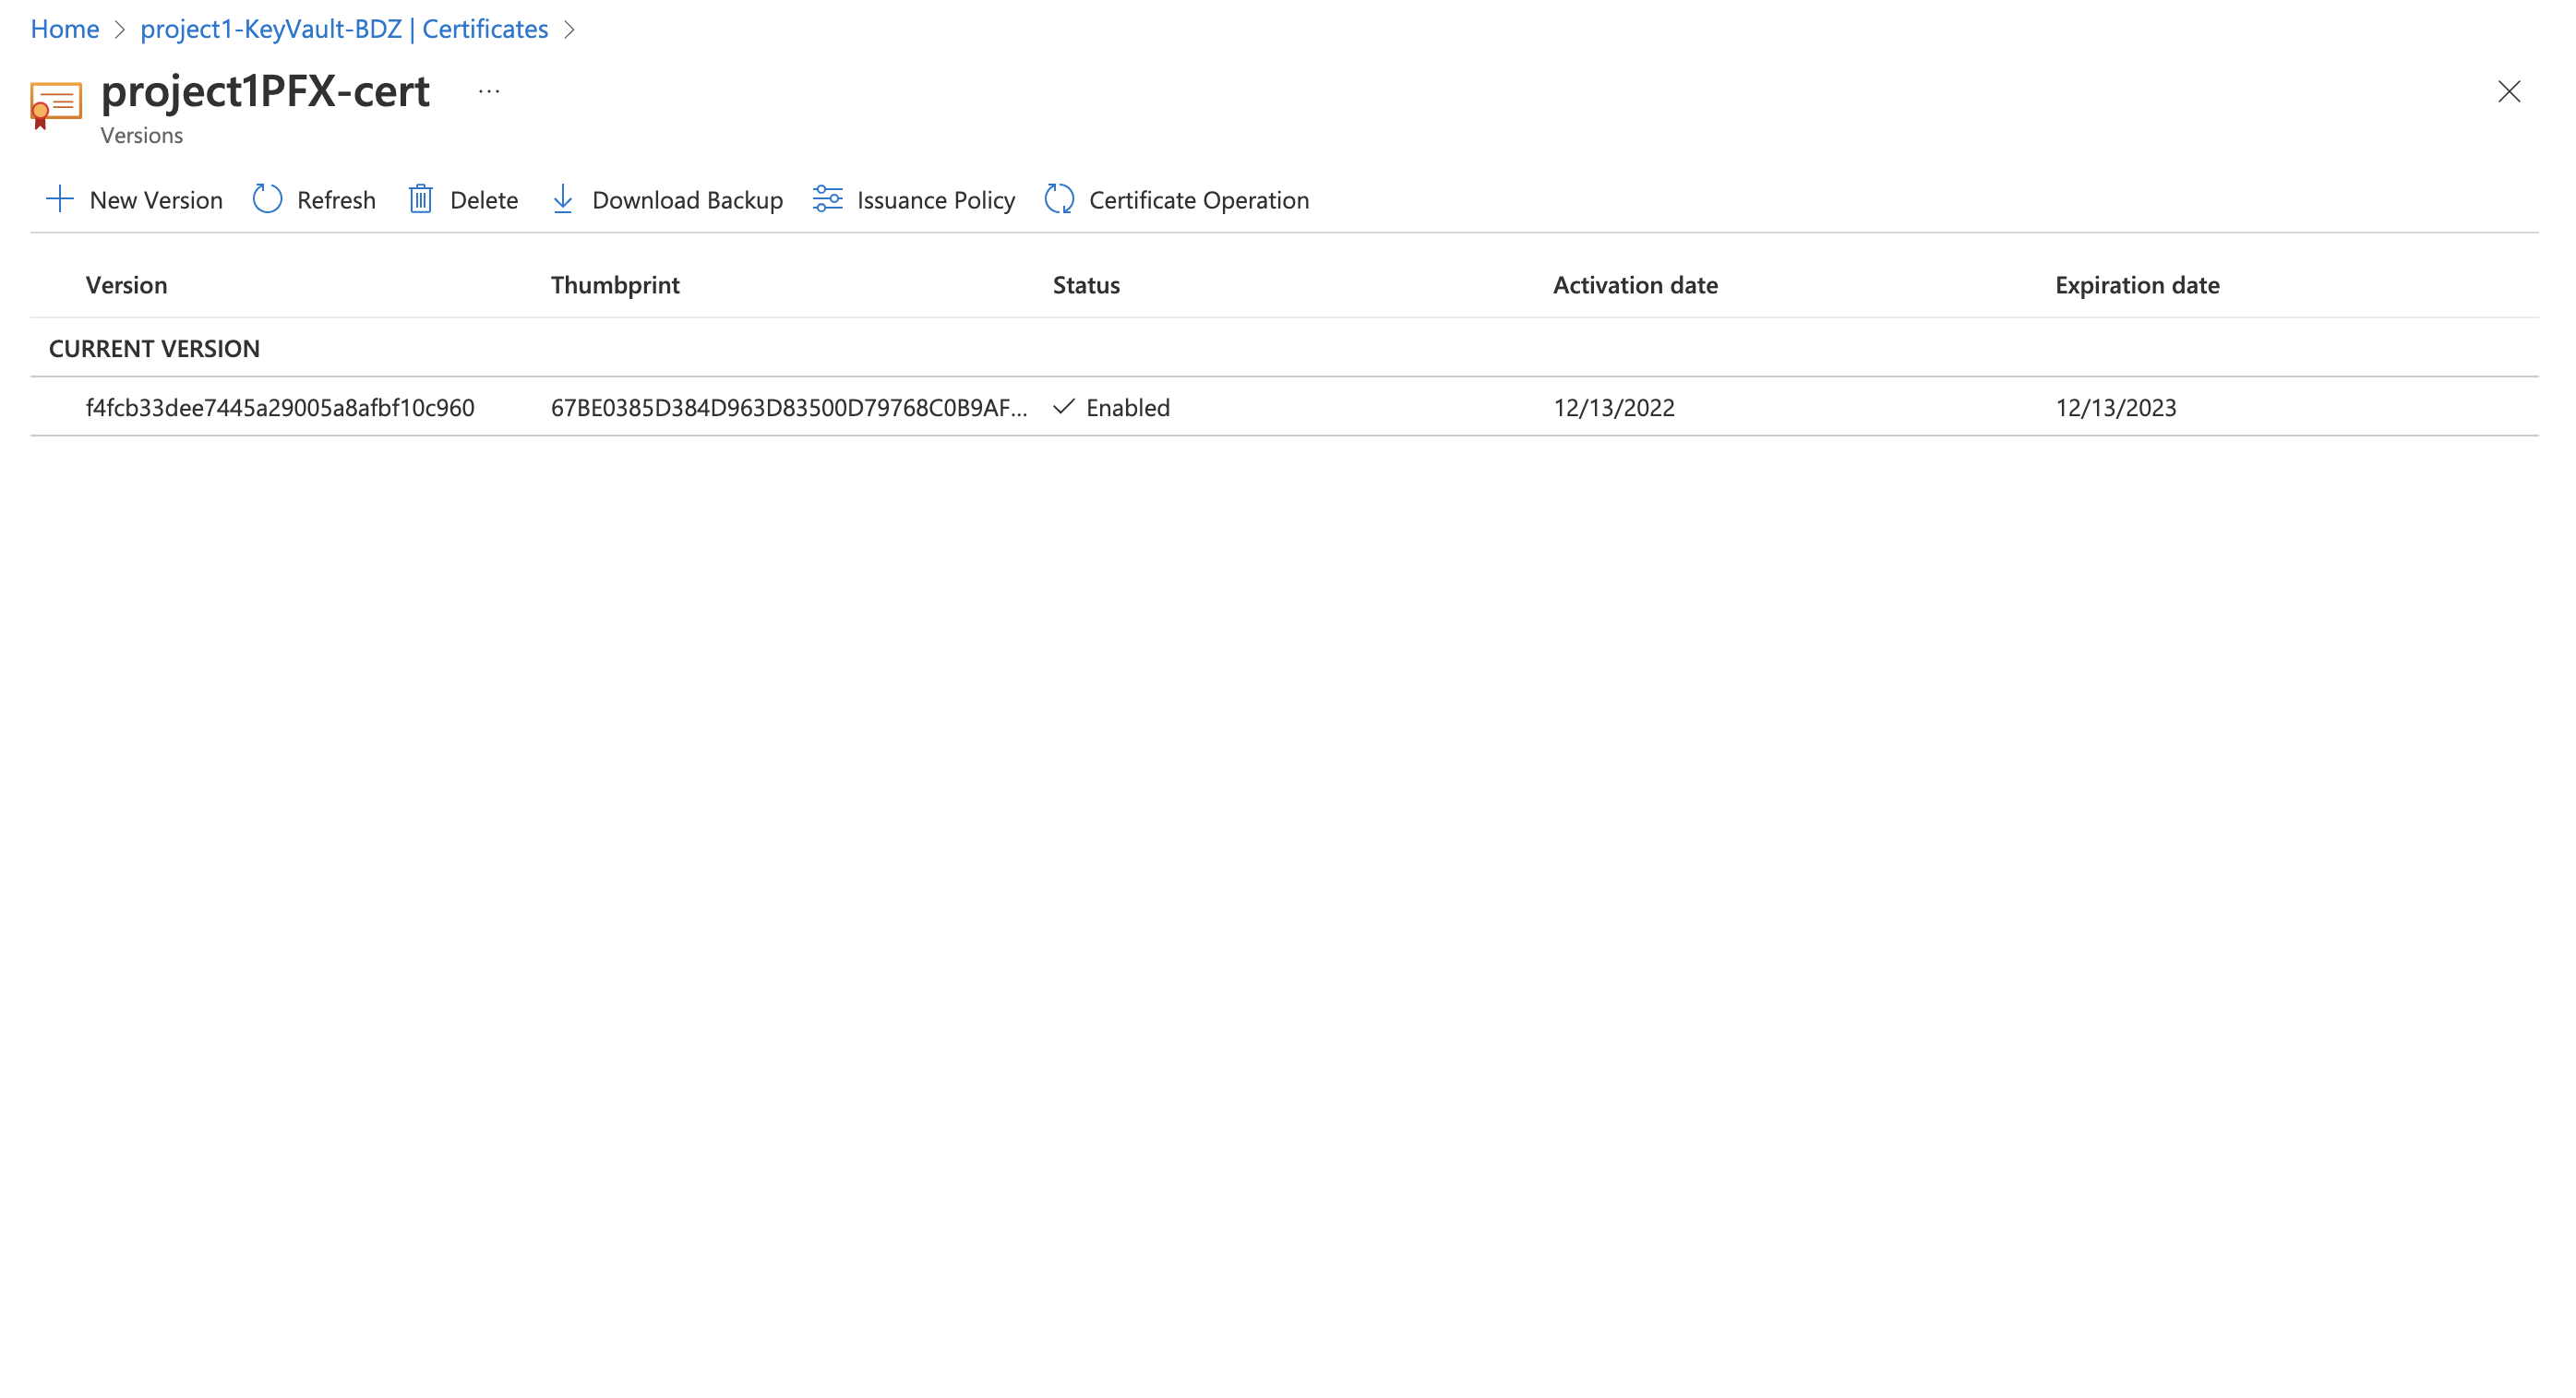 Home > project1-KeyVault-BDZ | Certificates >
project1PFX-cert ...
Versions
New Version Refresh Delete Download Backup Issuance Policy Certificate Operation
Version Thumbprint Status Activation date Expiration date
CURRENT VERSION
f4fcb33dee7445a29005a8afbf10c960 67BE0385D384D963D83500D79768C0B9AF... Enabled 12/13/2022 12/13/2023